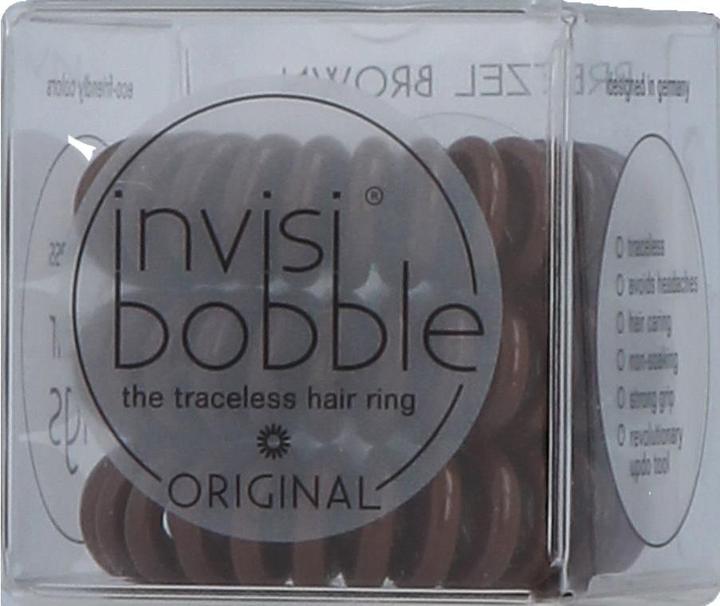 eco-friendly colors
PRETZEL BROWN
designed in germany
invisi®
bobble
the traceless hair ring
ORIGINAL
O traceless
O avoids headaches
O hair caring
O non-soaking
O strong grip
O revolutionary
updo tool